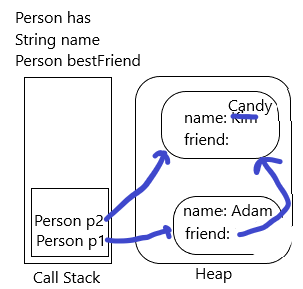 Person has
String name
Person bestFriend
Candy
name: Kim
friend:
name: Adam
friend:
Person p2
Person p1
Call Stack
Heap